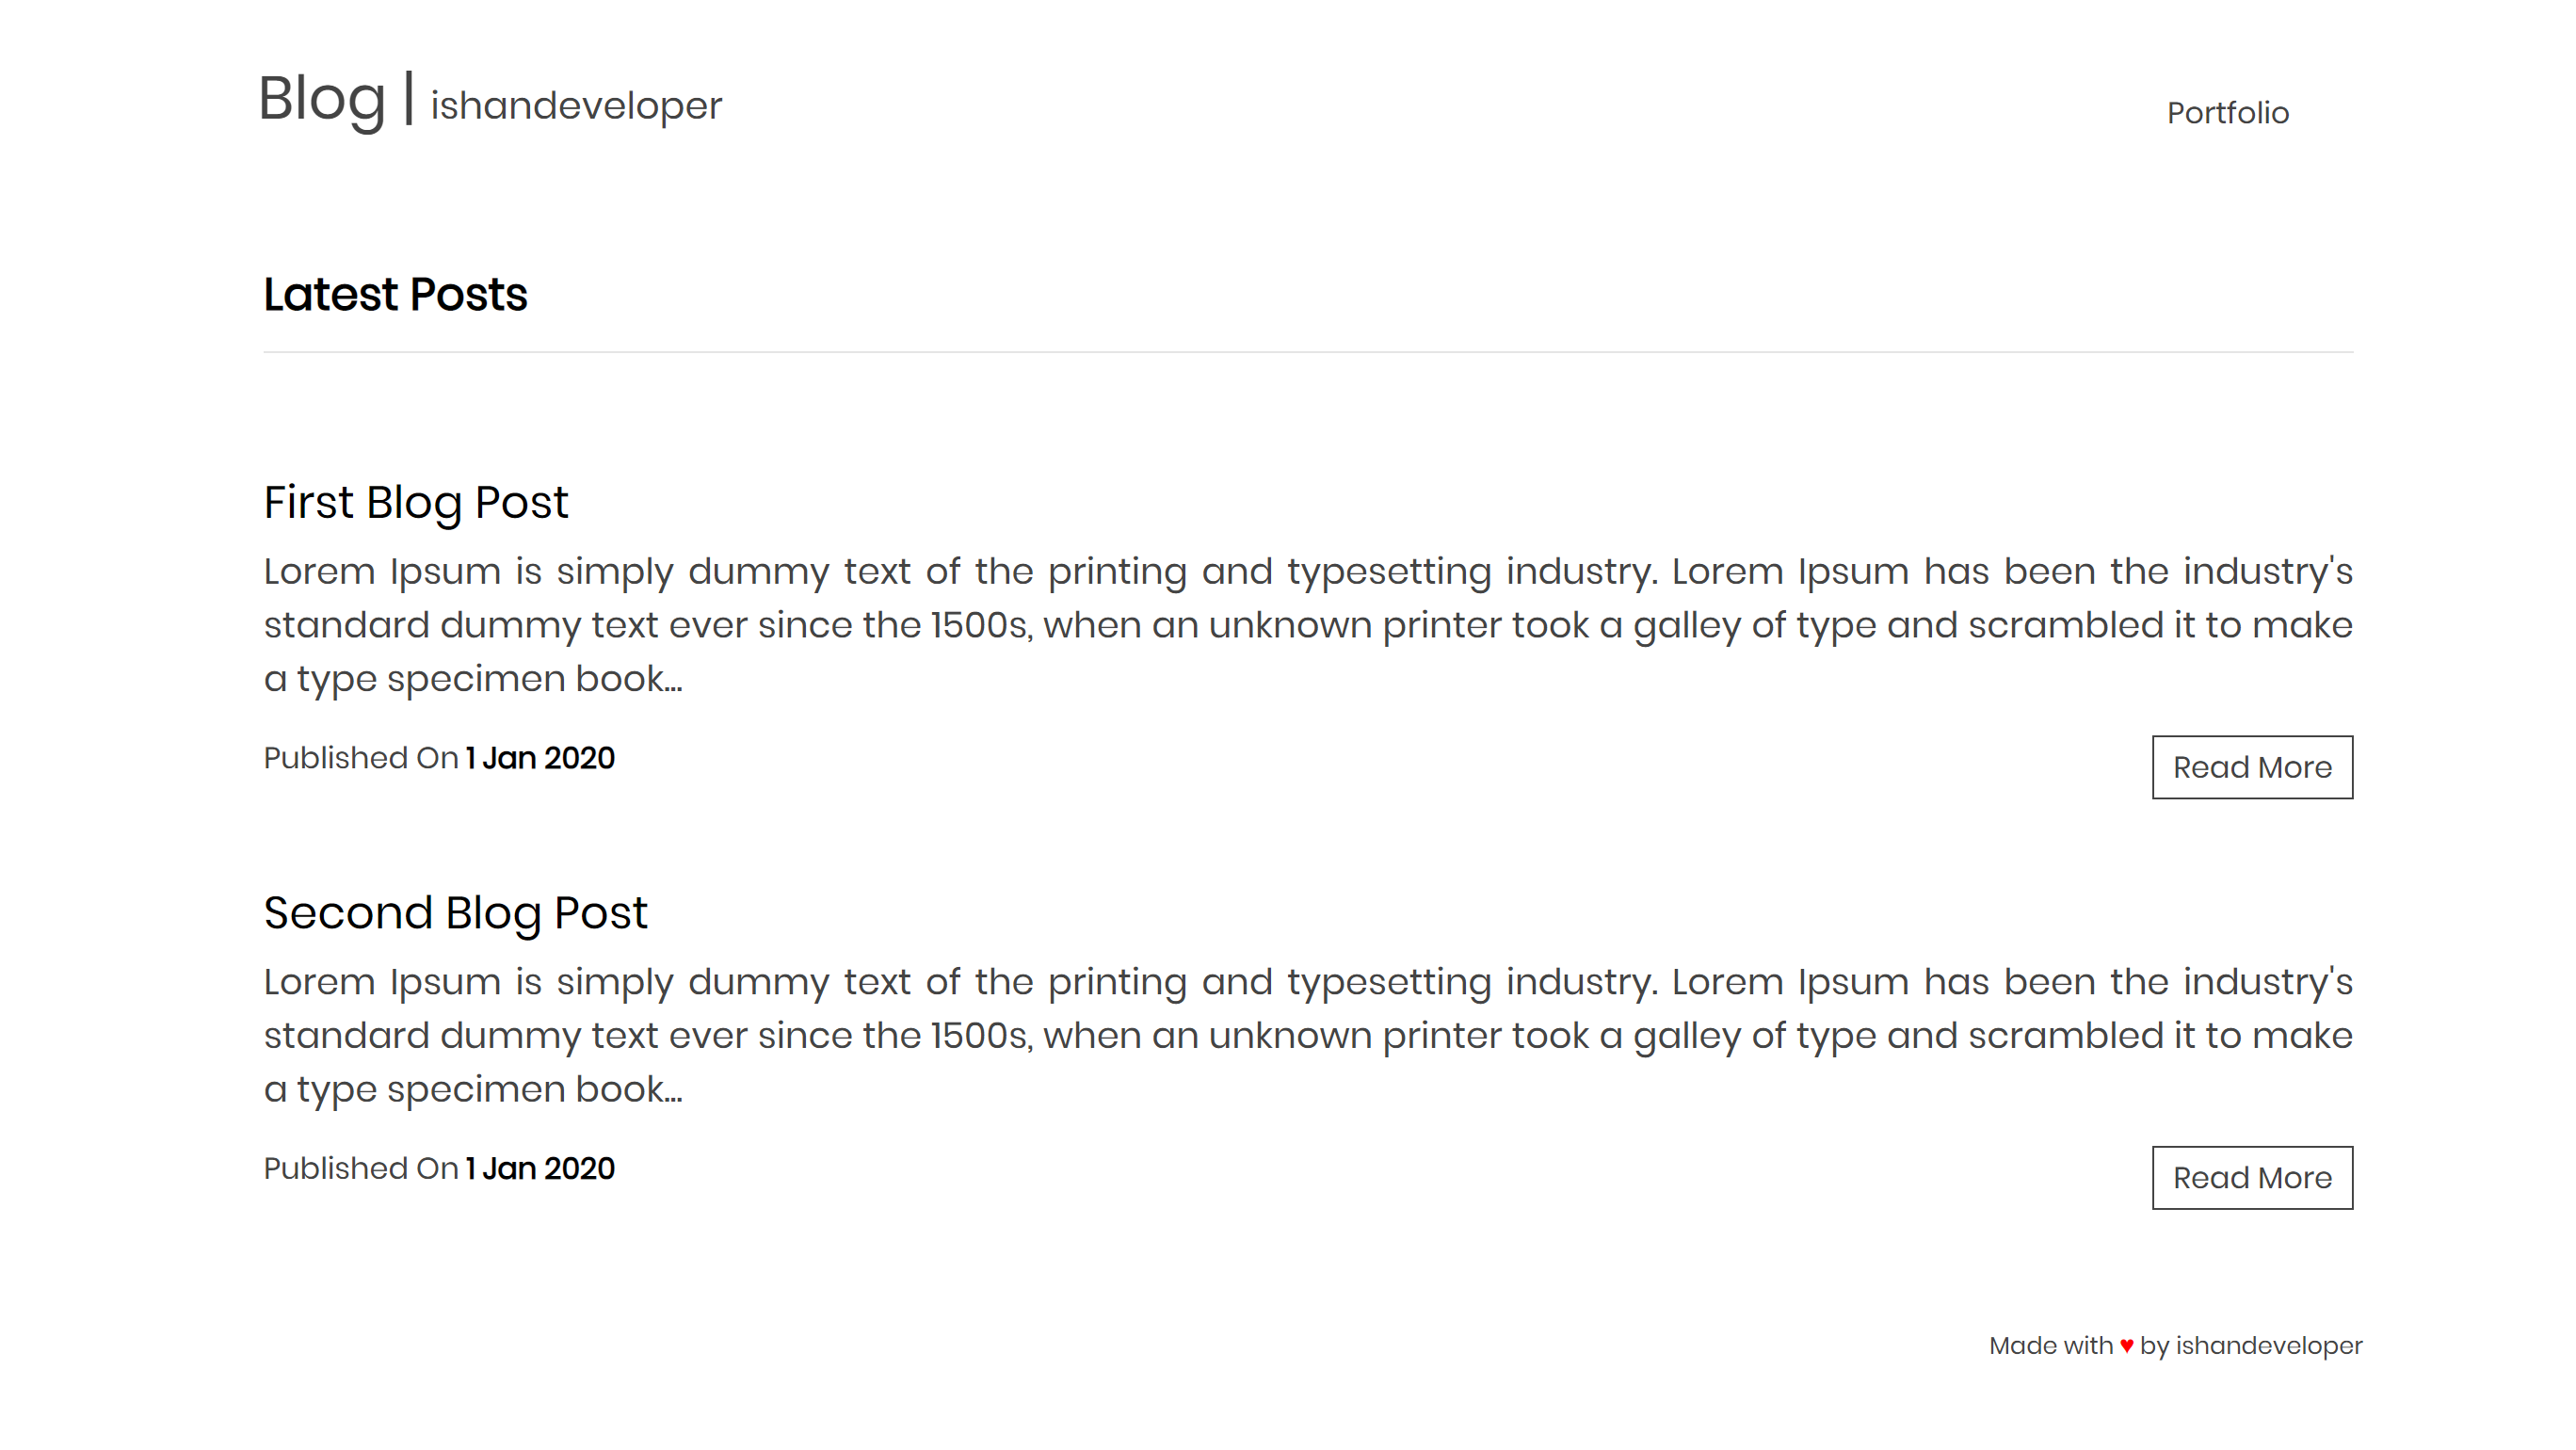 Blog | ishandeveloper
Portfolio
Latest Posts
First Blog Post
Lorem Ipsum is simply dummy text of the printing and typesetting industry. Lorem Ipsum has been the industry's
standard dummy text ever since the 1500s, when an unknown printer took a galley of type and scrambled it to make
a type specimen book...
Published On 1 Jan 2020
Read More
Second Blog Post
Lorem Ipsum is simply dummy text of the printing and typesetting industry. Lorem Ipsum has been the industry's
standard dummy text ever since the 1500s, when an unknown printer took a galley of type and scrambled it to make
a type specimen book...
Published On 1 Jan 2020
Read More
Made with ♥ by ishandeveloper